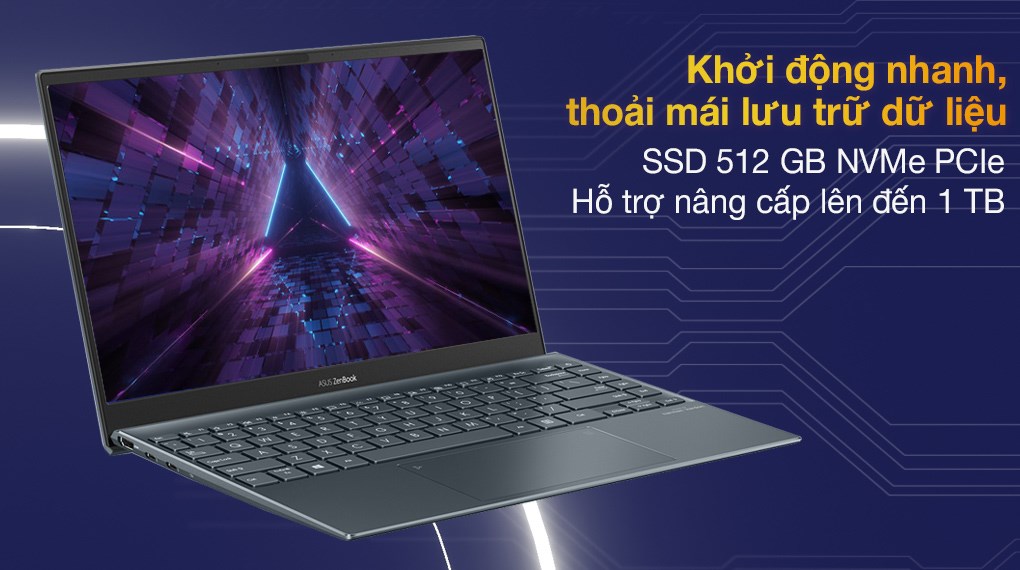 Khởi động nhanh,
thoải mái lưu trữ dữ liệu
SSD 512 GB NVMe PCIe
Hỗ trợ nâng cấp lên đến 1 TB
ASUS ZenBook